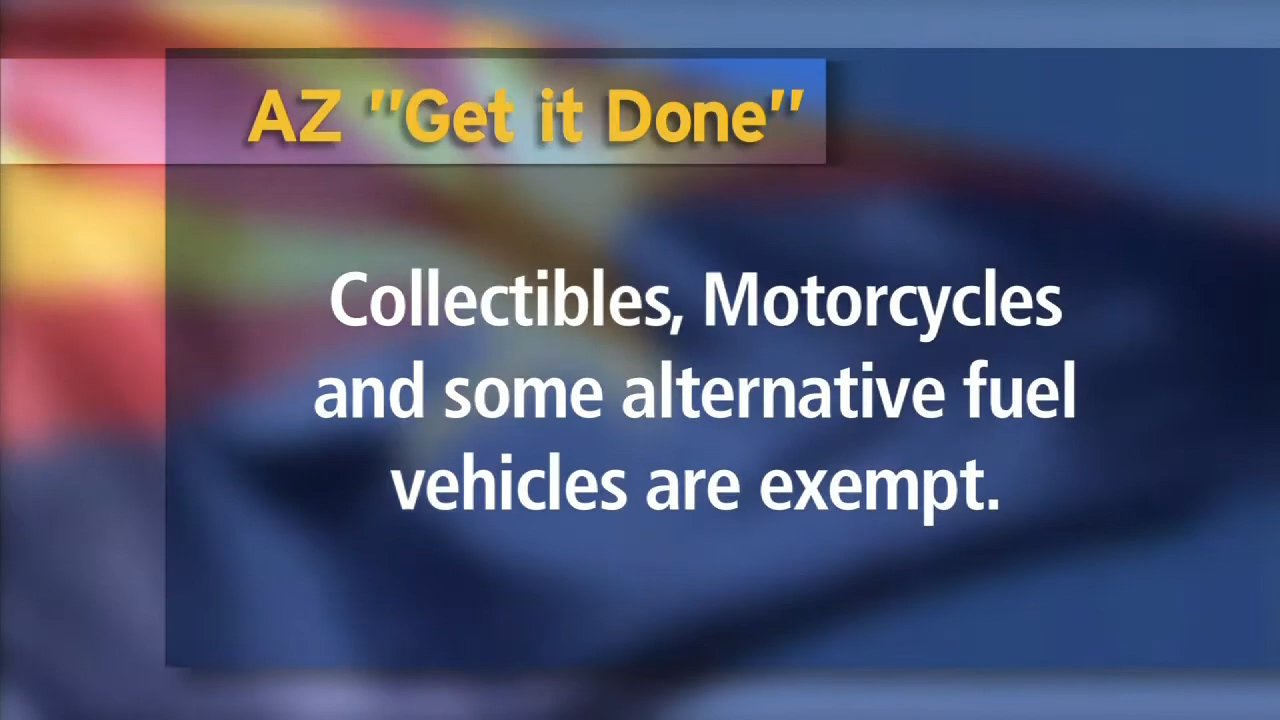 AZ "Get it Done"
Collectibles, Motorcycles
and some alternative fuel
vehicles are exempt.